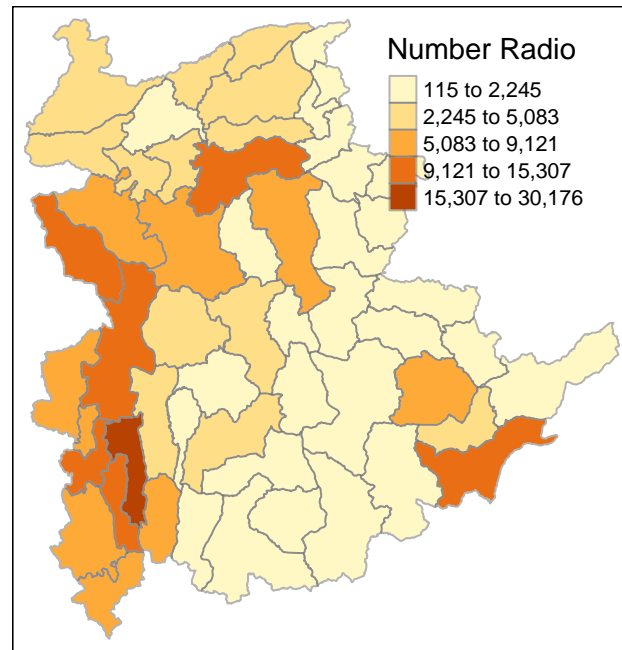 Number Radio
115 to 2,245
2,245 to 5,083
5,083 to 9,121
9,121 to 15,307
15,307 to 30,176